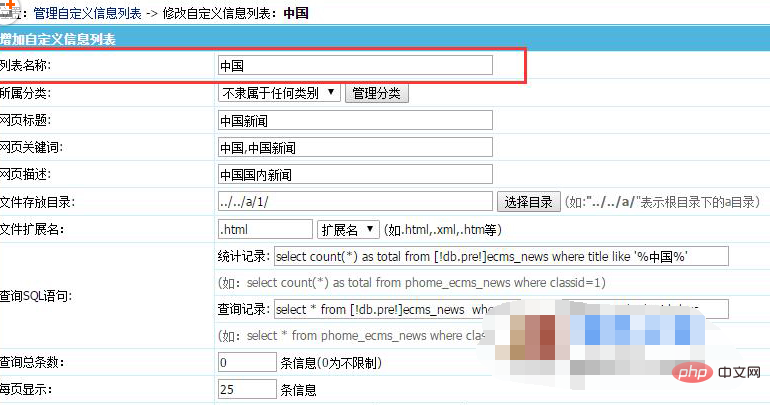 管理自定义信息列表 -> 修改自定义信息列表：中国
增加自定义信息列表
列表名称: 中国
所属分类: 不隶属于任何类别 管理分类
网页标题: 中国新闻
网页关键词: 中国,中国新闻
网页描述: 中国国内新闻
文件存放目录: ../../a/1/ 选择目录 (如:"../../a/"表示根目录下的a目录)
文件扩展名: .html 扩展名 (如.html,.xml,.htm等)
统计记录: select count(*) as total from [!db.pre!]ecms_news where title like '%中国%'
(如：select count(*) as total from phome_ecms_news where classid=1)
查询SQL语句:
查询记录: select * from [!db.pre!]ecms_news
(如：select * from phome_ecms_news where
查询总条数: 0 条信息(0为不限制)
每页显示: 25 条信息
php 中文网